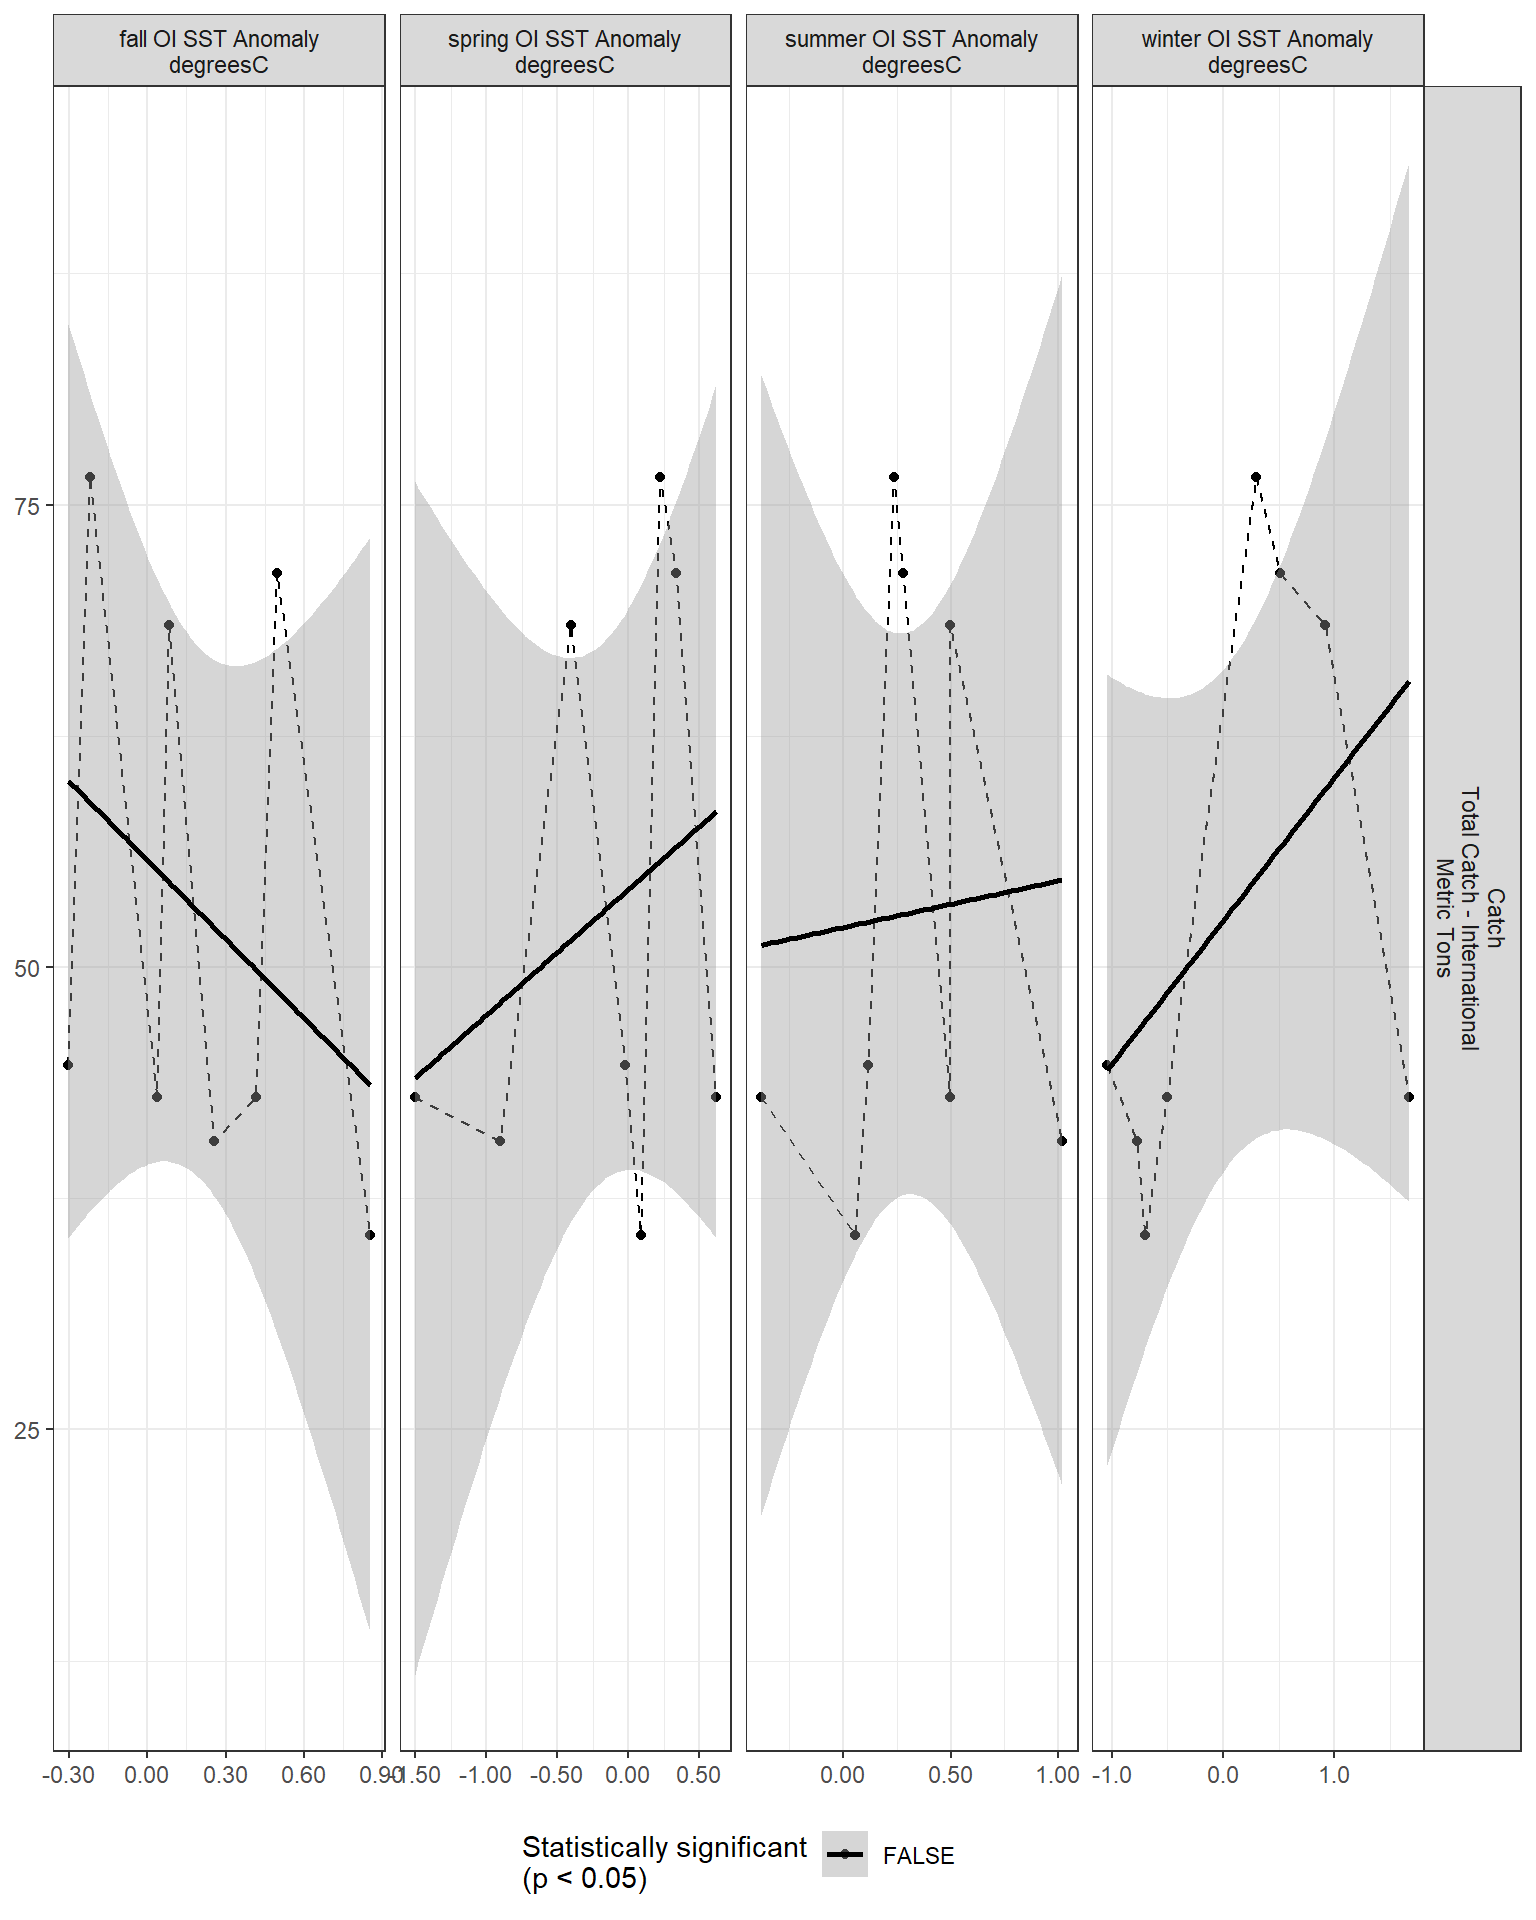 fall OI SST Anomaly
degreesC
spring OI SST Anomaly
degreesC
summer OI SST Anomaly
degreesC
winter OI SST Anomaly
degreesC
75
50
25
Catch
Total Catch - International
Metric Tons
-0.30 0.00 0.30 0.60 0.90
-1.50 -1.00 -0.50 0.00 0.50
0.00 0.50 1.00
-1.0 0.0 1.0
Statistically significant
(p < 0.05)
FALSE